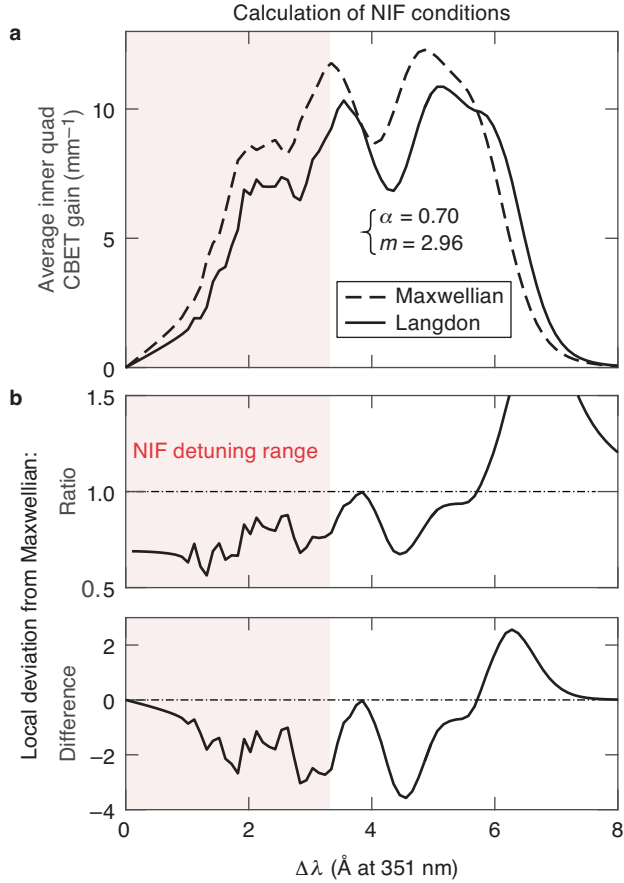 Calculation of NIF conditions
a
Average inner quad
CBET gain (mm−1)
10
5
0
α = 0.70
m = 2.96
Maxwellian
Langdon
b
Local deviation from Maxwellian:
Ratio
1.5
1.0
0.5
NIF detuning range
Difference
2
0
−2
−4
0 2 4 6 8
Δλ (Å at 351 nm)